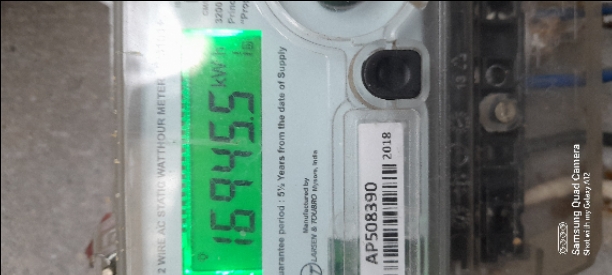 2 WIRE AC STATIC WATTHOUR METER
16945.5 kWh
Guarantee period : 5½ Years from the date of Supply
Manufactured by
LARSEN & TOUBRO Mysore, India
AP508390
2018
Samsung Quad Camera
Shot with my Galaxy A12